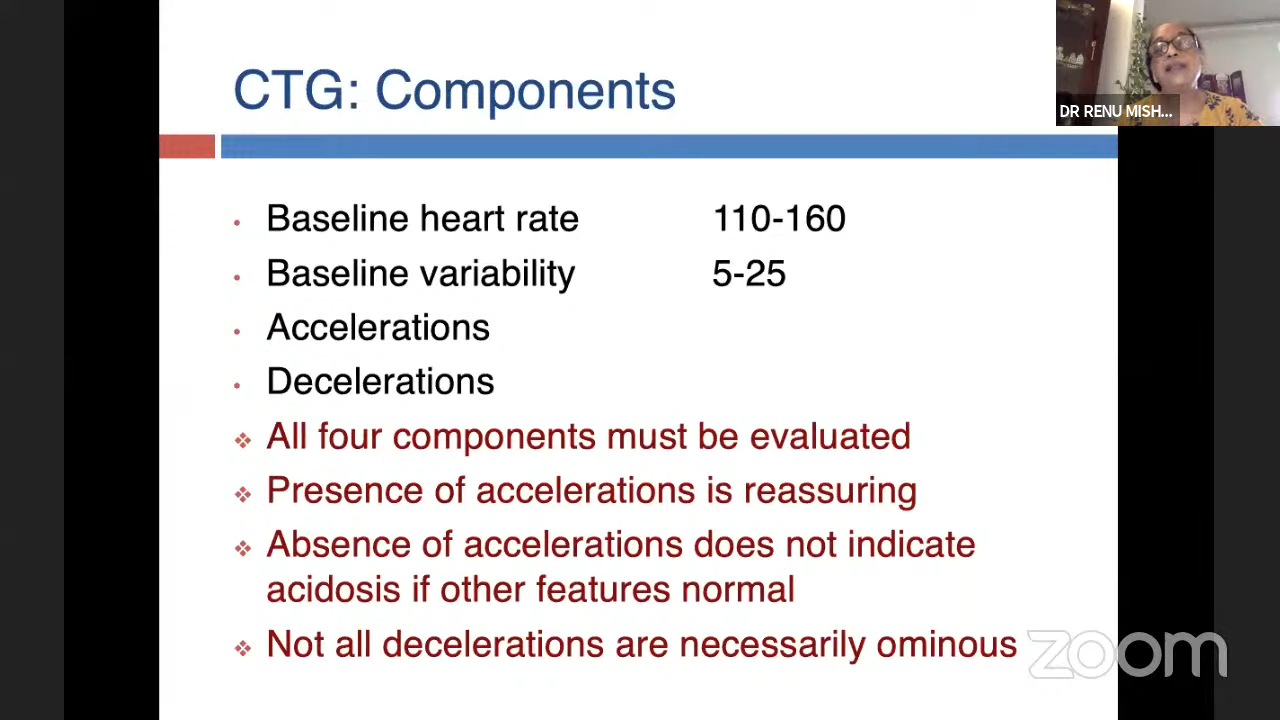 CTG: Components
DR RENU MISH...
• Baseline heart rate 110-160
• Baseline variability 5-25
• Accelerations
• Decelerations
❖ All four components must be evaluated
❖ Presence of accelerations is reassuring
❖ Absence of accelerations does not indicate
acidosis if other features normal
❖ Not all decelerations are necessarily ominous
zoom